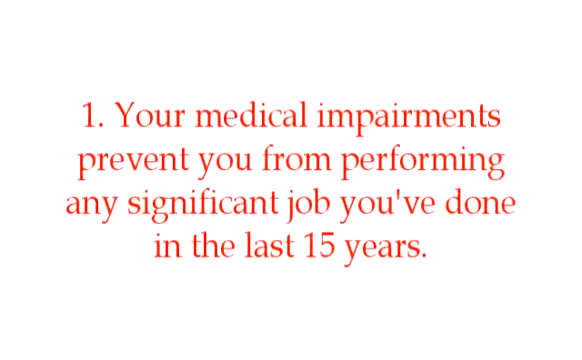 1. Your medical impairments
prevent you from performing
any significant job you've done
in the last 15 years.